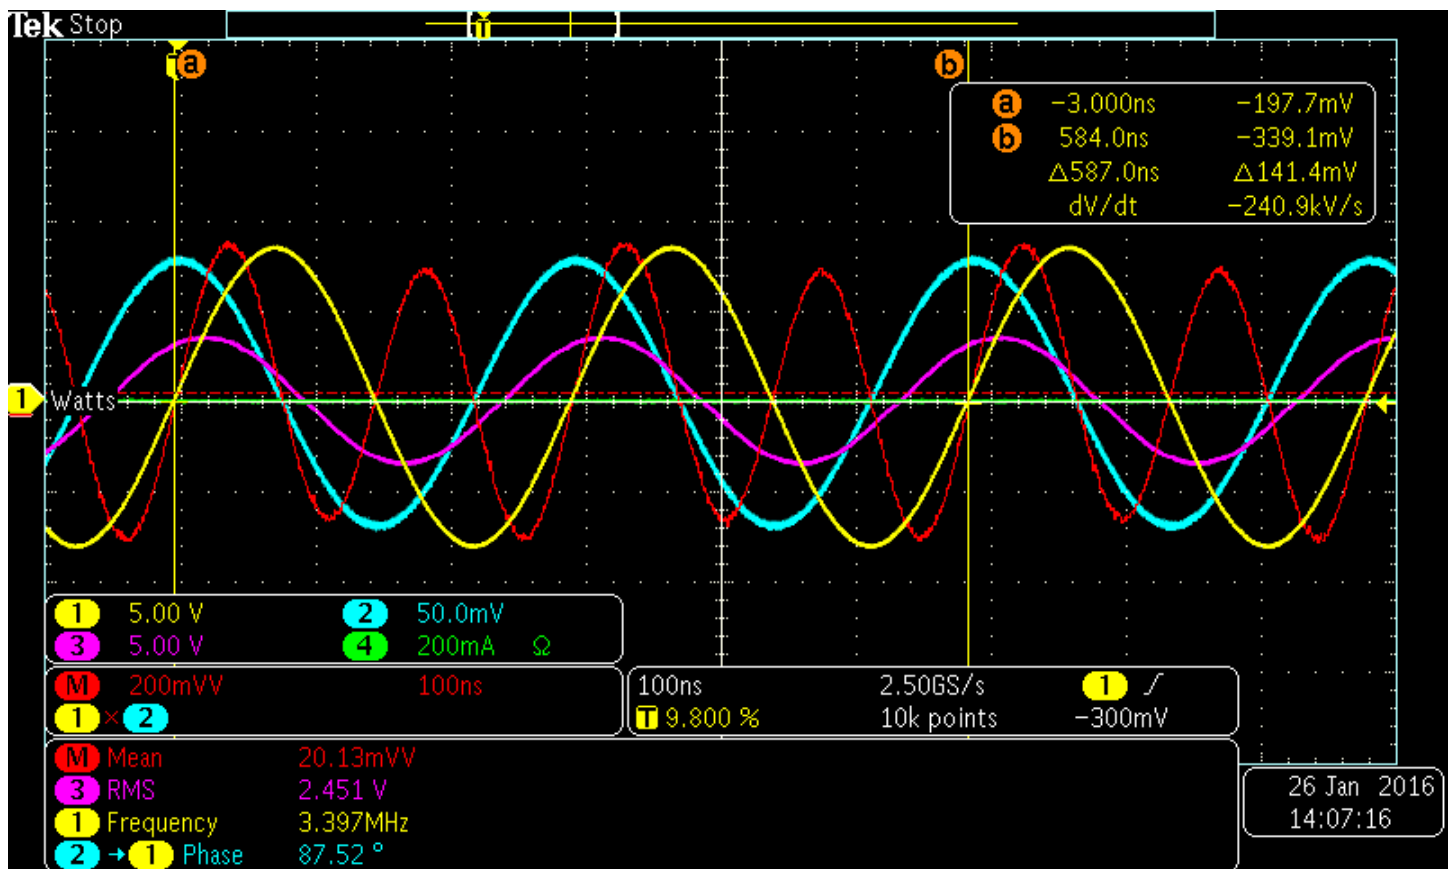 Tek Stop
T
T a b
a −3.000ns −197.7mV
b 584.0ns −339.1mV
△587.0ns △141.4mV
dV/dt −240.9kV/s
1 Watts
1 5.00 V 2 50.0mV
3 5.00 V 4 200mA Ω
M 200mVV 100ns
1 × 2
100ns 2.50GS/s 1
T 9.800 % 10k points −300mV
M Mean 20.13mVV
3 RMS 2.451 V
1 Frequency 3.397MHz
2 → 1 Phase 87.52 °
26 Jan 2016
14:07:16